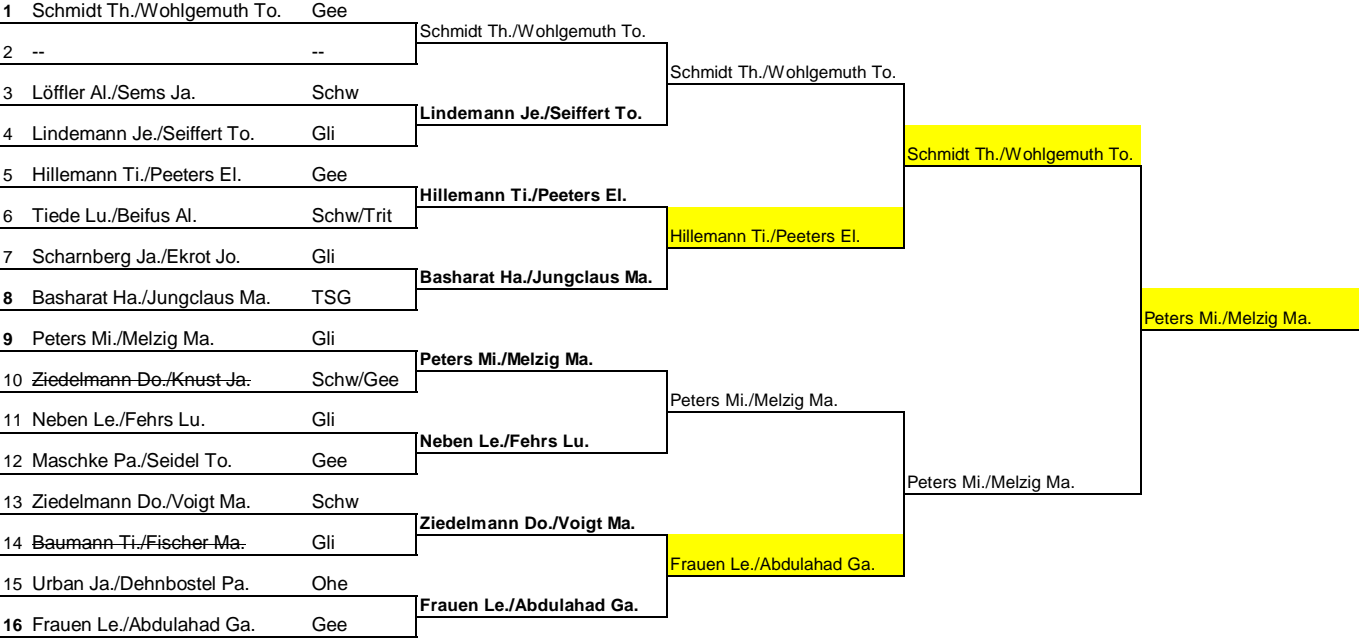 1 Schmidt Th./Wohlgemuth To. Gee
Schmidt Th./Wohlgemuth To.
2 -- --
Schmidt Th./Wohlgemuth To.
3 Löffler Al./Sems Ja. Schw
Lindemann Je./Seiffert To.
4 Lindemann Je./Seiffert To. Gli
Schmidt Th./Wohlgemuth To.
5 Hillemann Ti./Peeters El. Gee
Hillemann Ti./Peeters El.
6 Tiede Lu./Beifus Al. Schw/Trit
Hillemann Ti./Peeters El.
7 Scharnberg Ja./Ekrot Jo. Gli
Basharat Ha./Jungclaus Ma.
8 Basharat Ha./Jungclaus Ma. TSG
Peters Mi./Melzig Ma.
9 Peters Mi./Melzig Ma. Gli
Peters Mi./Melzig Ma.
10 Ziedelmann Do./Knust Ja. Schw/Gee
Peters Mi./Melzig Ma.
11 Neben Le./Fehrs Lu. Gli
Neben Le./Fehrs Lu.
12 Maschke Pa./Seidel To. Gee
Peters Mi./Melzig Ma.
13 Ziedelmann Do./Voigt Ma. Schw
Ziedelmann Do./Voigt Ma.
14 Baumann Ti./Fischer Ma. Gli
Frauen Le./Abdulahad Ga.
15 Urban Ja./Dehnbostel Pa. Ohe
Frauen Le./Abdulahad Ga.
16 Frauen Le./Abdulahad Ga. Gee